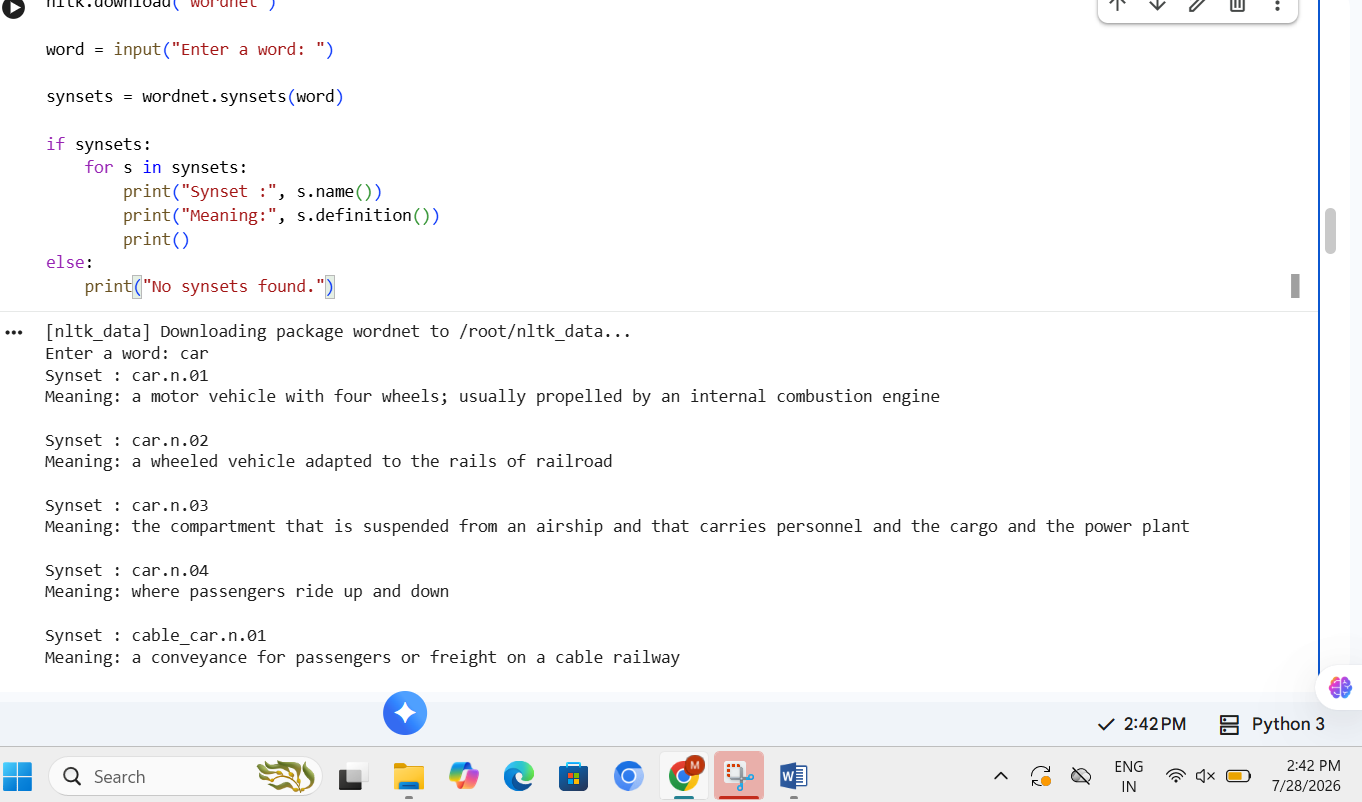 nltk.download('wordnet')
word = input("Enter a word: ")
synsets = wordnet.synsets(word)
if synsets:
    for s in synsets:
        print("Synset :", s.name())
        print("Meaning:", s.definition())
        print()
else:
    print("No synsets found.")
[nltk_data] Downloading package wordnet to /root/nltk_data...
Enter a word: car
Synset : car.n.01
Meaning: a motor vehicle with four wheels; usually propelled by an internal combustion engine
Synset : car.n.02
Meaning: a wheeled vehicle adapted to the rails of railroad
Synset : car.n.03
Meaning: the compartment that is suspended from an airship and that carries personnel and the cargo and the power plant
Synset : car.n.04
Meaning: where passengers ride up and down
Synset : cable_car.n.01
Meaning: a conveyance for passengers or freight on a cable railway
2:42 PM Python 3
Search
M
ENG
IN
2:42 PM
7/28/2026